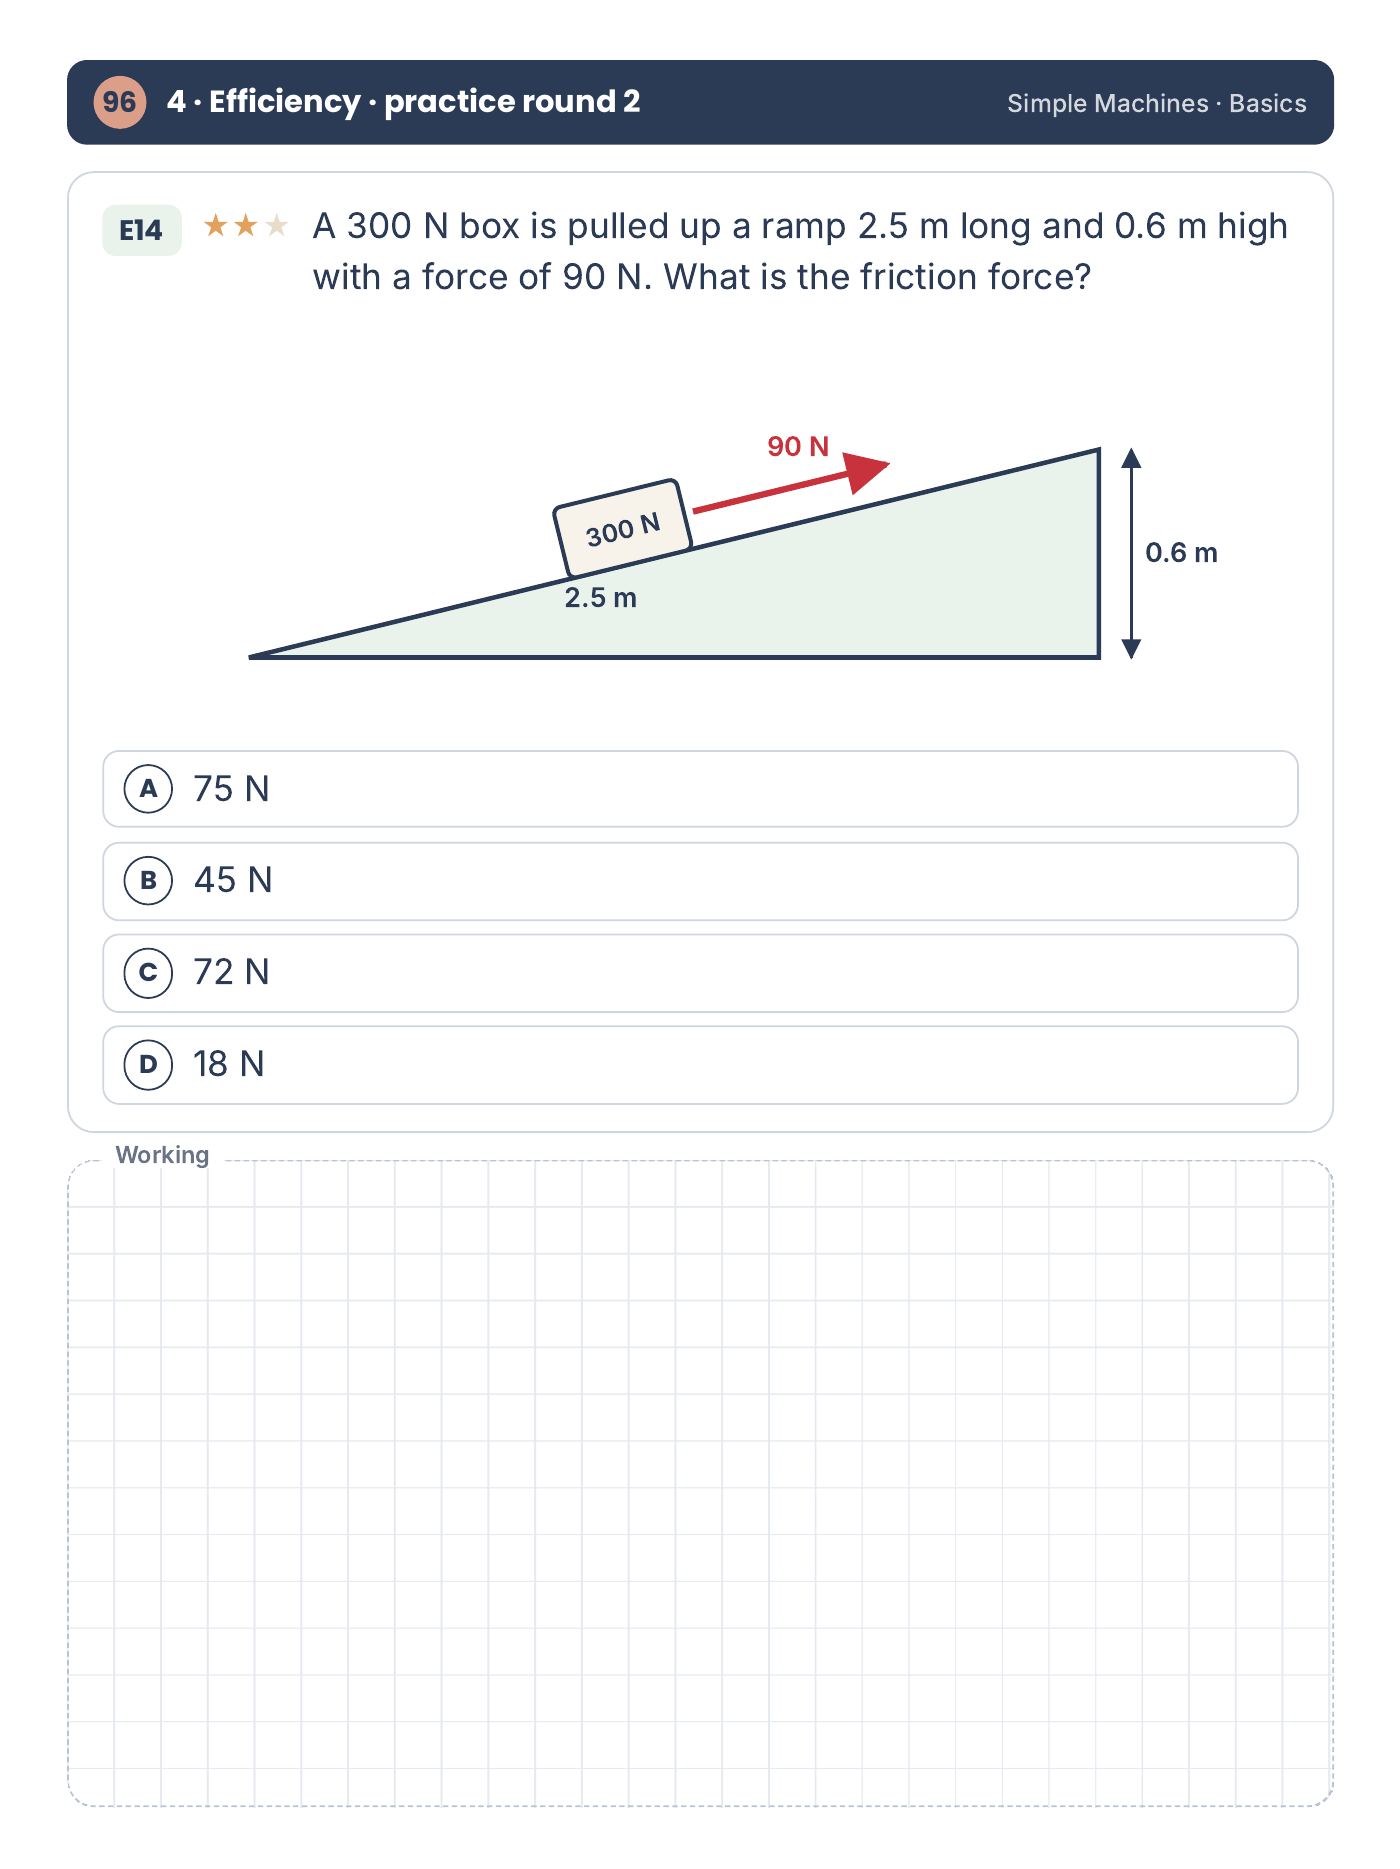 96 4 · Efficiency · practice round 2 Simple Machines · Basics
E14 ★★★ A 300 N box is pulled up a ramp 2.5 m long and 0.6 m high
with a force of 90 N. What is the friction force?
90 N
300 N
0.6 m
2.5 m
A 75 N
B 45 N
C 72 N
D 18 N
Working